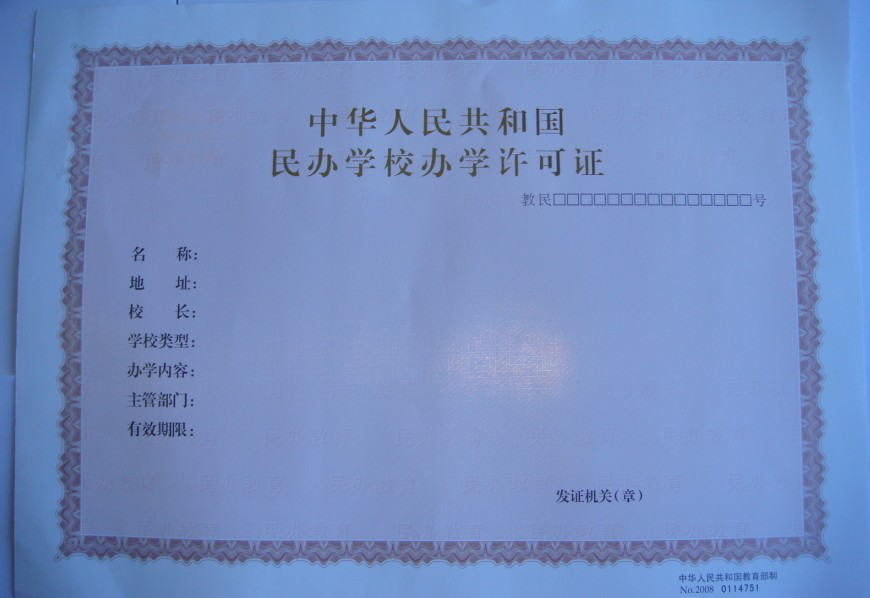 中华人民共和国
民办学校办学许可证
教民□□□□□□□□□□□□□□□号
名 称:
地 址:
校 长:
学校类型:
办学内容:
主管部门:
有效期限:
发证机关(章)
中华人民共和国教育部制
No.2008 0114751